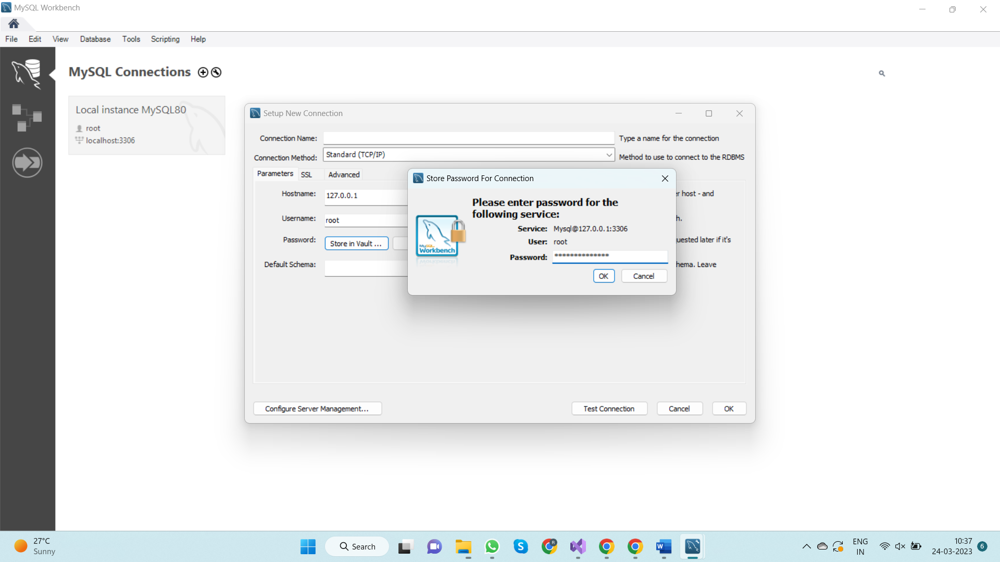 MySQL Workbench
File Edit View Database Tools Scripting Help
MySQL Connections
Local instance MySQL80
root
localhost:3306
Setup New Connection
Connection Name: Type a name for the connection
Connection Method: Standard (TCP/IP) Method to use to connect to the RDBMS
Parameters SSL Advanced
Hostname: 127.0.0.1 r host - and
Username: root h.
Password: Store in Vault ... uested later if it's
Default Schema: hema. Leave
Store Password For Connection
Please enter password for the
following service:
Service: Mysql@127.0.0.1:3306
User: root
Password: **************
MySQL
Workbench
OK Cancel
Configure Server Management... Test Connection Cancel OK
27°C
Sunny
Search
R
ENG
IN
10:37
24-03-2023
6